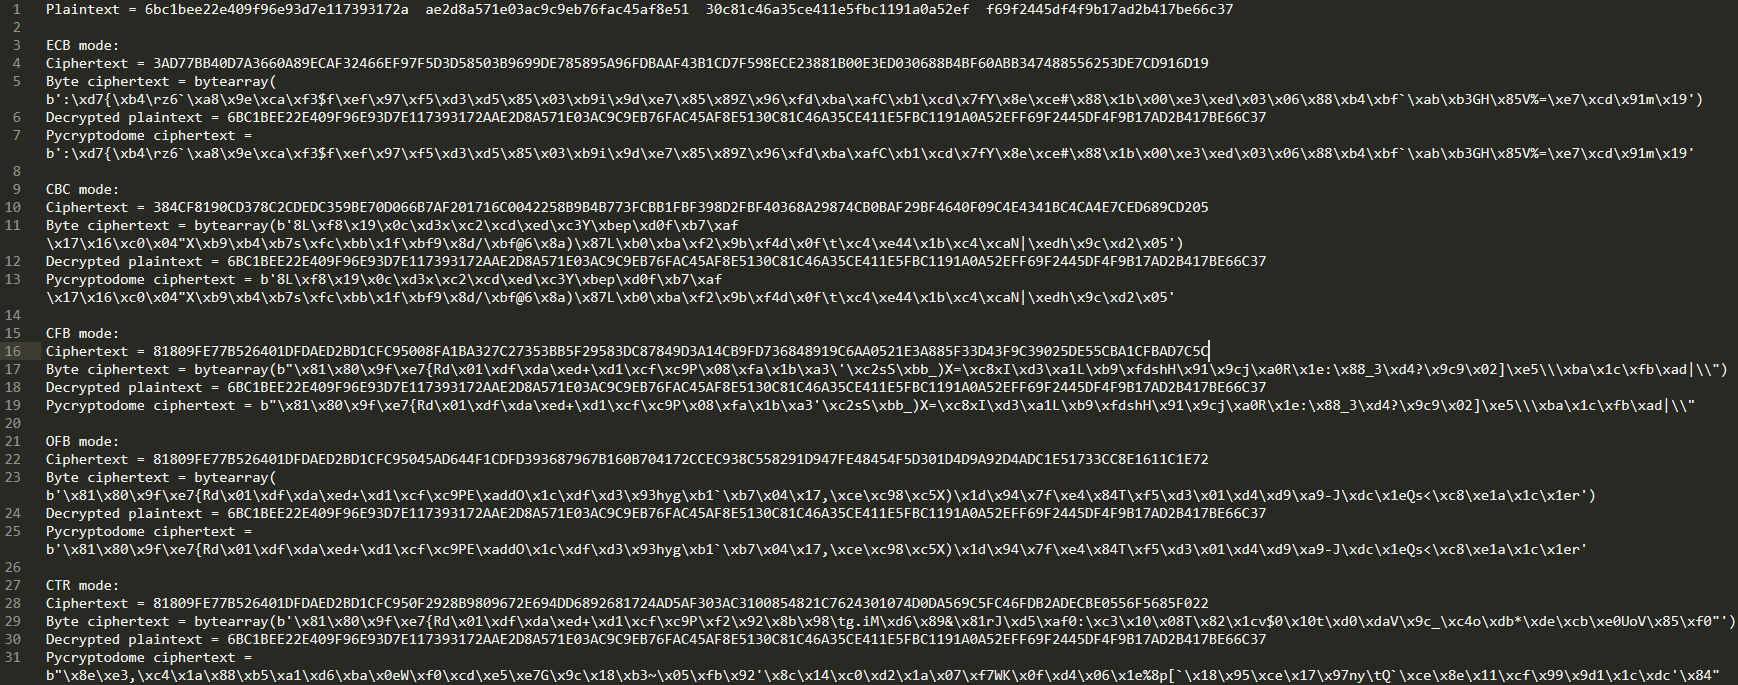 1 Plaintext = 6bc1bee22e409f96e93d7e117393172a ae2d8a571e03ac9c9eb76fac45af8e51 30c81c46a35ce411e5fbc1191a0a52ef f69f2445df4f9b17ad2b417be66c37
2
3 ECB mode:
4 Ciphertext = 3AD77BB40D7A3660A89ECAF32466EF97F5D3D58503B9699DE785895A96FDBAAF43B1CD7F598ECE23881B00E3ED030688B4BF60ABB347488556253DE7CD916D19
5 Byte ciphertext = bytearray(
b':\xd7{\xb4\rz6`\xa8\x9e\xca\xf3$f\xef\x97\xf5\xd3\xd5\x85\x03\xb9i\x9d\xe7\x85\x89Z\x96\xfd\xba\xafC\xb1\xcd\x7fY\x8e\xce#\x88\x1b\x00\xe3\xed\x03\x06\x88\xb4\xbf`\xab\xb3GH\x85V%=\xe7\xcd\x91m\x19')
6 Decrypted plaintext = 6BC1BEE22E409F96E93D7E117393172AAE2D8A571E03AC9C9EB76FAC45AF8E5130C81C46A35CE411E5FBC1191A0A52EFF69F2445DF4F9B17AD2B417BE66C37
7 Pycryptodome ciphertext =
b':\xd7{\xb4\rz6`\xa8\x9e\xca\xf3$f\xef\x97\xf5\xd3\xd5\x85\x03\xb9i\x9d\xe7\x85\x89Z\x96\xfd\xba\xafC\xb1\xcd\x7fY\x8e\xce#\x88\x1b\x00\xe3\xed\x03\x06\x88\xb4\xbf`\xab\xb3GH\x85V%=\xe7\xcd\x91m\x19'
8
9 CBC mode:
10 Ciphertext = 384CF8190CD378C2CDEDC359BE70D066B7AF201716C0042258B9B4B773FCBB1FBF398D2FBF40368A29874CB0BAF29BF4640F09C4E4341BC4CA4E7CED689CD205
11 Byte ciphertext = bytearray(b'8L\xf8\x19\x0c\xd3x\xc2\xcd\xed\xc3Y\xbep\xd0f\xb7\xaf
\x17\x16\xc0\x04"X\xb9\xb4\xb7s\xfc\xbb\x1f\xbf9\x8d/\xbf@6\x8a)\x87L\xb0\xba\xf2\x9b\xf4d\x0f\t\xc4\xe44\x1b\xc4\xcaN|\xedh\x9c\xd2\x05')
12 Decrypted plaintext = 6BC1BEE22E409F96E93D7E117393172AAE2D8A571E03AC9C9EB76FAC45AF8E5130C81C46A35CE411E5FBC1191A0A52EFF69F2445DF4F9B17AD2B417BE66C37
13 Pycryptodome ciphertext = b'8L\xf8\x19\x0c\xd3x\xc2\xcd\xed\xc3Y\xbep\xd0f\xb7\xaf
\x17\x16\xc0\x04"X\xb9\xb4\xb7s\xfc\xbb\x1f\xbf9\x8d/\xbf@6\x8a)\x87L\xb0\xba\xf2\x9b\xf4d\x0f\t\xc4\xe44\x1b\xc4\xcaN|\xedh\x9c\xd2\x05'
14
15 CFB mode:
16 Ciphertext = 81809FE77B526401DFDAED2BD1CFC95008FA1BA327C27353BB5F29583DC87849D3A14CB9FD736848919C6AA0521E3A885F33D43F9C39025DE55CBA1CFBAD7C5C
17 Byte ciphertext = bytearray(b"\x81\x80\x9f\xe7{Rd\x01\xdf\xda\xed+\xd1\xcf\xc9P\x08\xfa\x1b\xa3\'\xc2sS\xbb_)X=\xc8xI\xd3\xa1L\xb9\xfdshH\x91\x9cj\xa0R\x1e:\x88_3\xd4?\x9c9\x02]\xe5\\\xba\x1c\xfb\xad|\\")
18 Decrypted plaintext = 6BC1BEE22E409F96E93D7E117393172AAE2D8A571E03AC9C9EB76FAC45AF8E5130C81C46A35CE411E5FBC1191A0A52EFF69F2445DF4F9B17AD2B417BE66C37
19 Pycryptodome ciphertext = b"\x81\x80\x9f\xe7{Rd\x01\xdf\xda\xed+\xd1\xcf\xc9P\x08\xfa\x1b\xa3'\xc2sS\xbb_)X=\xc8xI\xd3\xa1L\xb9\xfdshH\x91\x9cj\xa0R\x1e:\x88_3\xd4?\x9c9\x02]\xe5\\\xba\x1c\xfb\xad|\\"
20
21 OFB mode:
22 Ciphertext = 81809FE77B526401DFDAED2BD1CFC95045AD644F1CDFD393687967B160B704172CCEC938C558291D947FE48454F5D301D4D9A92D4ADC1E51733CC8E1611C1E72
23 Byte ciphertext = bytearray(
b'\x81\x80\x9f\xe7{Rd\x01\xdf\xda\xed+\xd1\xcf\xc9PE\xaddO\x1c\xdf\xd3\x93hyg\xb1`\xb7\x04\x17,\xce\xc98\xc5X)\x1d\x94\x7f\xe4\x84T\xf5\xd3\x01\xd4\xd9\xa9-J\xdc\x1eQs<\xc8\xe1a\x1c\x1er')
24 Decrypted plaintext = 6BC1BEE22E409F96E93D7E117393172AAE2D8A571E03AC9C9EB76FAC45AF8E5130C81C46A35CE411E5FBC1191A0A52EFF69F2445DF4F9B17AD2B417BE66C37
25 Pycryptodome ciphertext =
b'\x81\x80\x9f\xe7{Rd\x01\xdf\xda\xed+\xd1\xcf\xc9PE\xaddO\x1c\xdf\xd3\x93hyg\xb1`\xb7\x04\x17,\xce\xc98\xc5X)\x1d\x94\x7f\xe4\x84T\xf5\xd3\x01\xd4\xd9\xa9-J\xdc\x1eQs<\xc8\xe1a\x1c\x1er'
26
27 CTR mode:
28 Ciphertext = 81809FE77B526401DFDAED2BD1CFC950F2928B9809672E694DD6892681724AD5AF303AC3100854821C7624301074D0DA569C5FC46FDB2ADECBE0556F5685F022
29 Byte ciphertext = bytearray(b'\x81\x80\x9f\xe7{Rd\x01\xdf\xda\xed+\xd1\xcf\xc9P\xf2\x92\x8b\x98\tg.iM\xd6\x89&\x81rJ\xd5\xaf0:\xc3\x10\x08T\x82\x1cv$0\x10t\xd0\xdaV\x9c_\xc4o\xdb*\xde\xcb\xe0UoV\x85\xf0"')
30 Decrypted plaintext = 6BC1BEE22E409F96E93D7E117393172AAE2D8A571E03AC9C9EB76FAC45AF8E5130C81C46A35CE411E5FBC1191A0A52EFF69F2445DF4F9B17AD2B417BE66C37
31 Pycryptodome ciphertext =
b"\x8e\xe3,\xc4\x1a\x88\xb5\xa1\xd6\xba\x0eW\xf0\xcd\xe5\xe7G\x9c\x18\xb3~\x05\xfb\x92'\x8c\x14\xc0\xd2\x1a\x07\xf7WK\x0f\xd4\x06\x1e%8p[`\x18\x95\xce\x17\x97ny\tQ`\xce\x8e\x11\xcf\x99\x9d1\x1c\xdc'\x84"